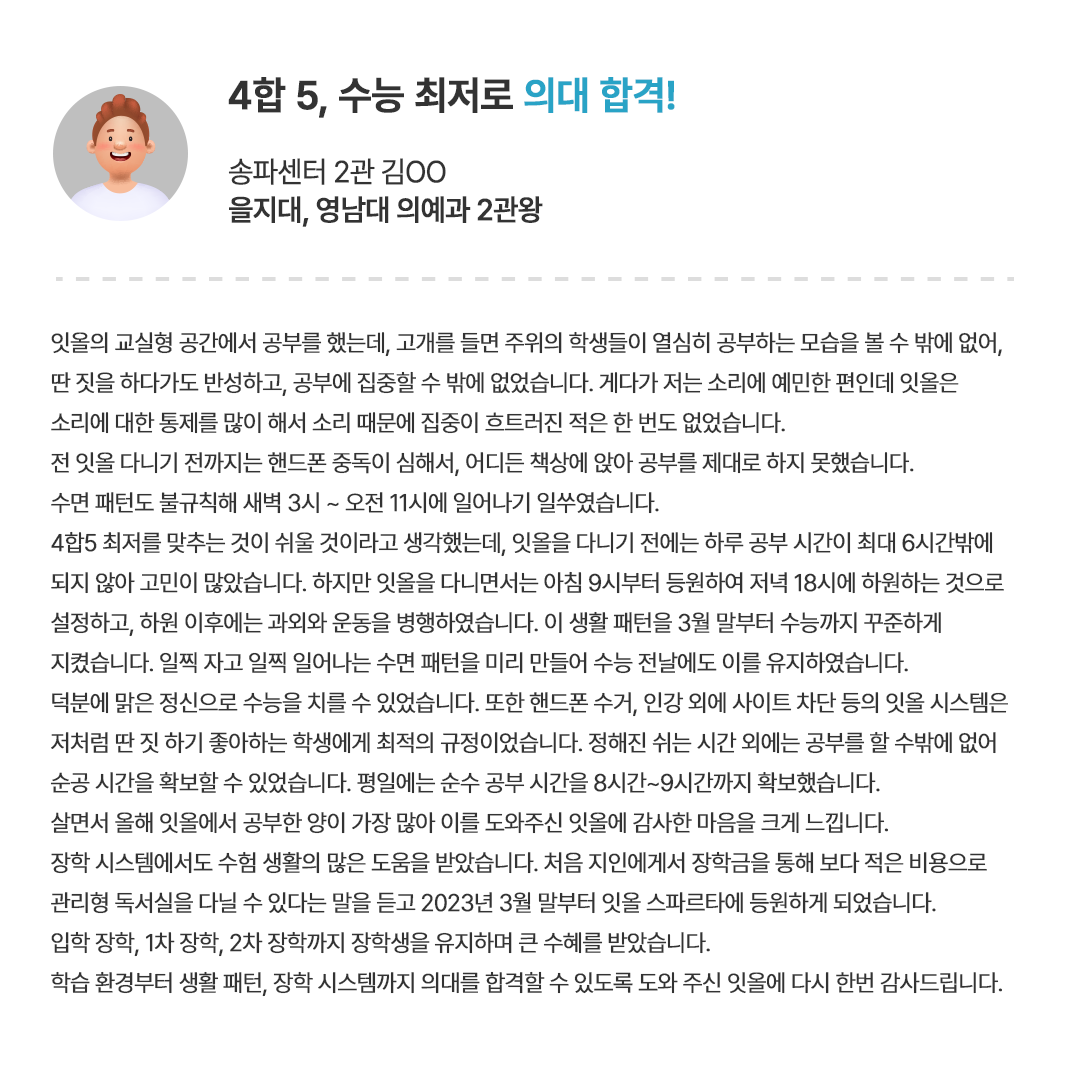 4합 5, 수능 최저로 의대 합격!
송파센터 2관 김OO
을지대, 영남대 의예과 2관왕
잇올의 교실형 공간에서 공부를 했는데, 고개를 들면 주위의 학생들이 열심히 공부하는 모습을 볼 수 밖에 없어,
딴 짓을 하다가도 반성하고, 공부에 집중할 수 밖에 없었습니다. 게다가 저는 소리에 예민한 편인데 잇올은
소리에 대한 통제를 많이 해서 소리 때문에 집중이 흐트러진 적은 한 번도 없었습니다.
전 잇올 다니기 전까지는 핸드폰 중독이 심해서, 어디든 책상에 앉아 공부를 제대로 하지 못했습니다.
수면 패턴도 불규칙해 새벽 3시 ~ 오전 11시에 일어나기 일쑤였습니다.
4합5 최저를 맞추는 것이 쉬울 것이라고 생각했는데, 잇올을 다니기 전에는 하루 공부 시간이 최대 6시간밖에
되지 않아 고민이 많았습니다. 하지만 잇올을 다니면서는 아침 9시부터 등원하여 저녁 18시에 하원하는 것으로
설정하고, 하원 이후에는 과외와 운동을 병행하였습니다. 이 생활 패턴을 3월 말부터 수능까지 꾸준하게
지켰습니다. 일찍 자고 일찍 일어나는 수면 패턴을 미리 만들어 수능 전날에도 이를 유지하였습니다.
덕분에 맑은 정신으로 수능을 치를 수 있었습니다. 또한 핸드폰 수거, 인강 외에 사이트 차단 등의 잇올 시스템은
저처럼 딴 짓 하기 좋아하는 학생에게 최적의 규정이었습니다. 정해진 쉬는 시간 외에는 공부를 할 수밖에 없어
순공 시간을 확보할 수 있었습니다. 평일에는 순수 공부 시간을 8시간~9시간까지 확보했습니다.
살면서 올해 잇올에서 공부한 양이 가장 많아 이를 도와주신 잇올에 감사한 마음을 크게 느낍니다.
장학 시스템에서도 수험 생활의 많은 도움을 받았습니다. 처음 지인에게서 장학금을 통해 보다 적은 비용으로
관리형 독서실을 다닐 수 있다는 말을 듣고 2023년 3월 말부터 잇올 스파르타에 등원하게 되었습니다.
입학 장학, 1차 장학, 2차 장학까지 장학생을 유지하며 큰 수혜를 받았습니다.
학습 환경부터 생활 패턴, 장학 시스템까지 의대를 합격할 수 있도록 도와 주신 잇올에 다시 한번 감사드립니다.